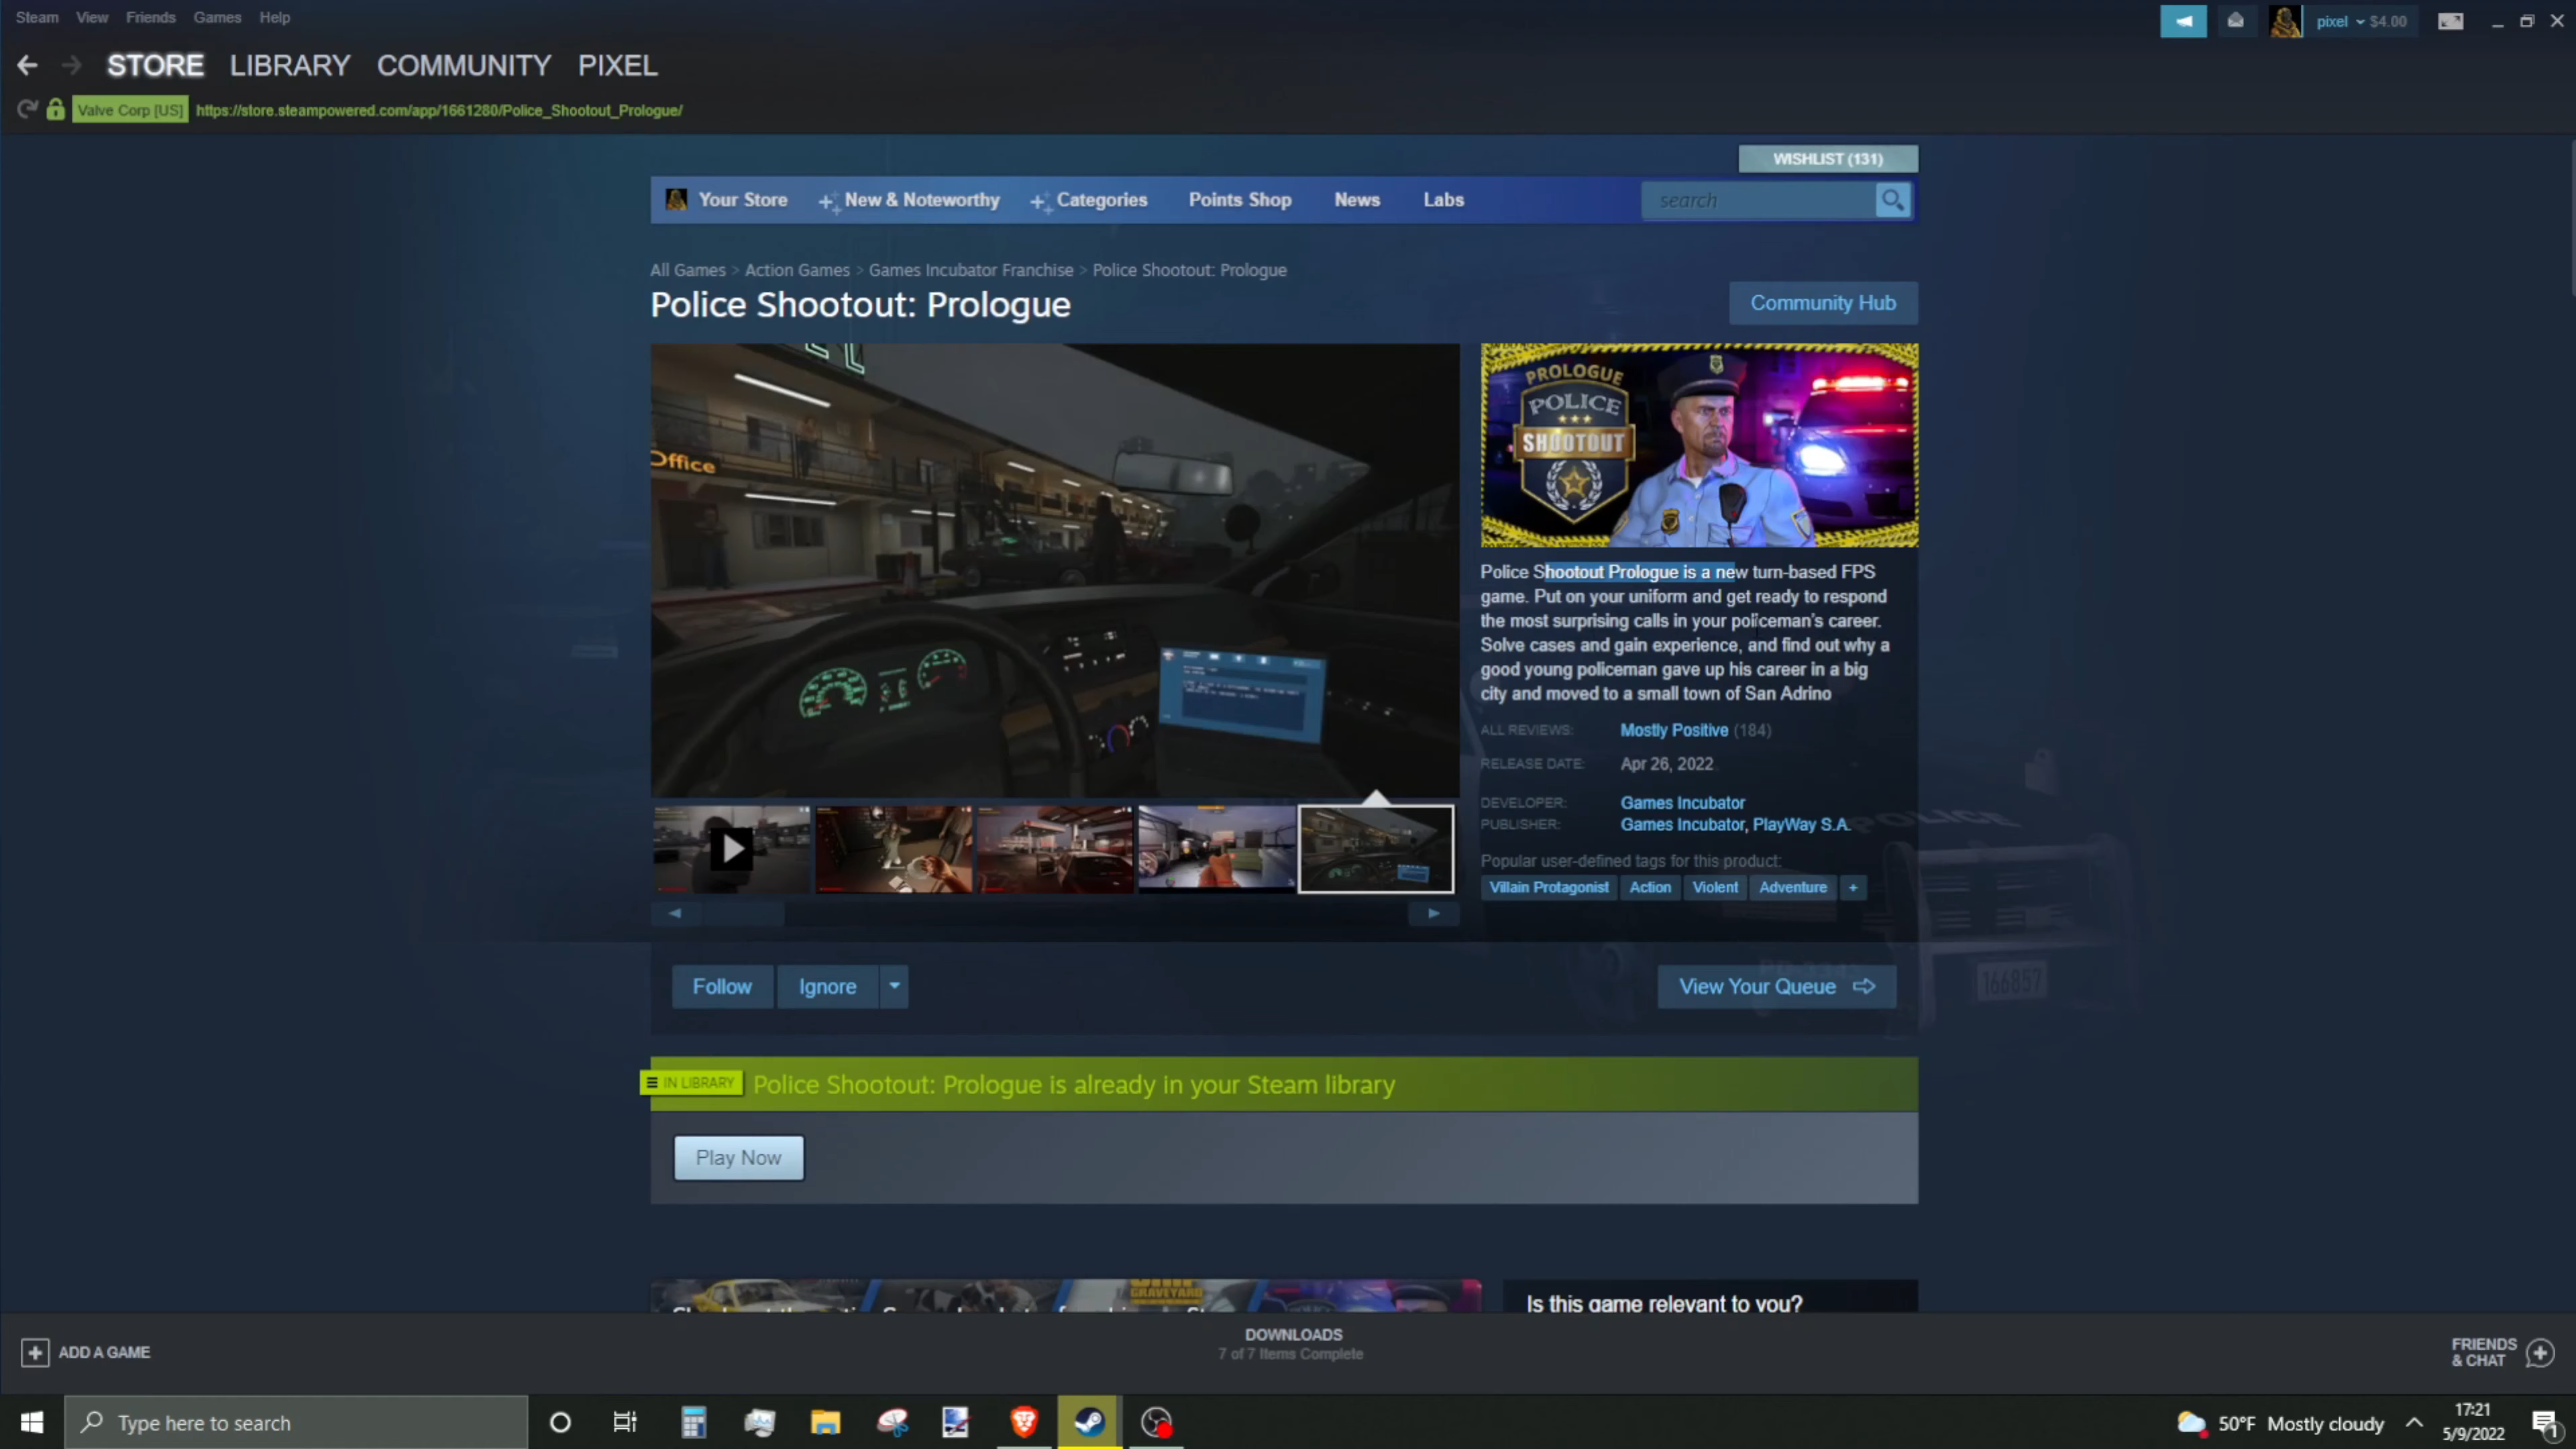 Steam View Friends Games Help
pixel $4.00
STORE LIBRARY COMMUNITY PIXEL
Valve Corp [US] https://store.steampowered.com/app/1661280/Police_Shootout_Prologue/
WISHLIST (131)
Your Store New & Noteworthy Categories Points Shop News Labs search
All Games > Action Games > Games Incubator Franchise > Police Shootout: Prologue
Police Shootout: Prologue
Community Hub
Office
PROLOGUE
POLICE
SHOOTOUT
Police Shootout Prologue is a new turn-based FPS
game. Put on your uniform and get ready to respond
the most surprising calls in your policeman's career.
Solve cases and gain experience, and find out why a
good young policeman gave up his career in a big
city and moved to a small town of San Adrino
ALL REVIEWS: Mostly Positive (184)
RELEASE DATE: Apr 26, 2022
DEVELOPER: Games Incubator
PUBLISHER: Games Incubator, PlayWay S.A.
POLICE
Popular user-defined tags for this product:
Villain Protagonist Action Violent Adventure +
166857
Follow Ignore View Your Queue
IN LIBRARY Police Shootout: Prologue is already in your Steam library
Play Now
GRAVEYARD
Is this game relevant to you?
ADD A GAME
DOWNLOADS
7 of 7 Items Complete
FRIENDS
& CHAT
Type here to search
50°F Mostly cloudy
17:21
5/9/2022
1